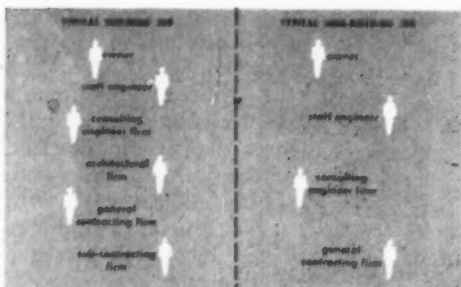 TYPICAL BUILDING JOB
owner
staff engineer
consulting
engineer firm
architectural
firm
general
contracting firm
sub-contracting
firm
TYPICAL NON-BUILDING JOB
owner
staff engineer
consulting
engineer firm
general
contracting firm